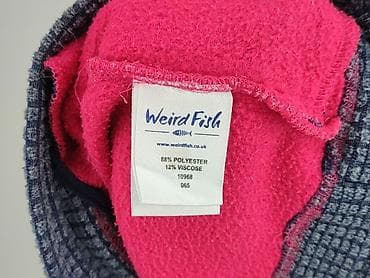 Weird Fish
www.weirdfish.co.uk
88% POLYESTER
12% VISCOSE
10968
065